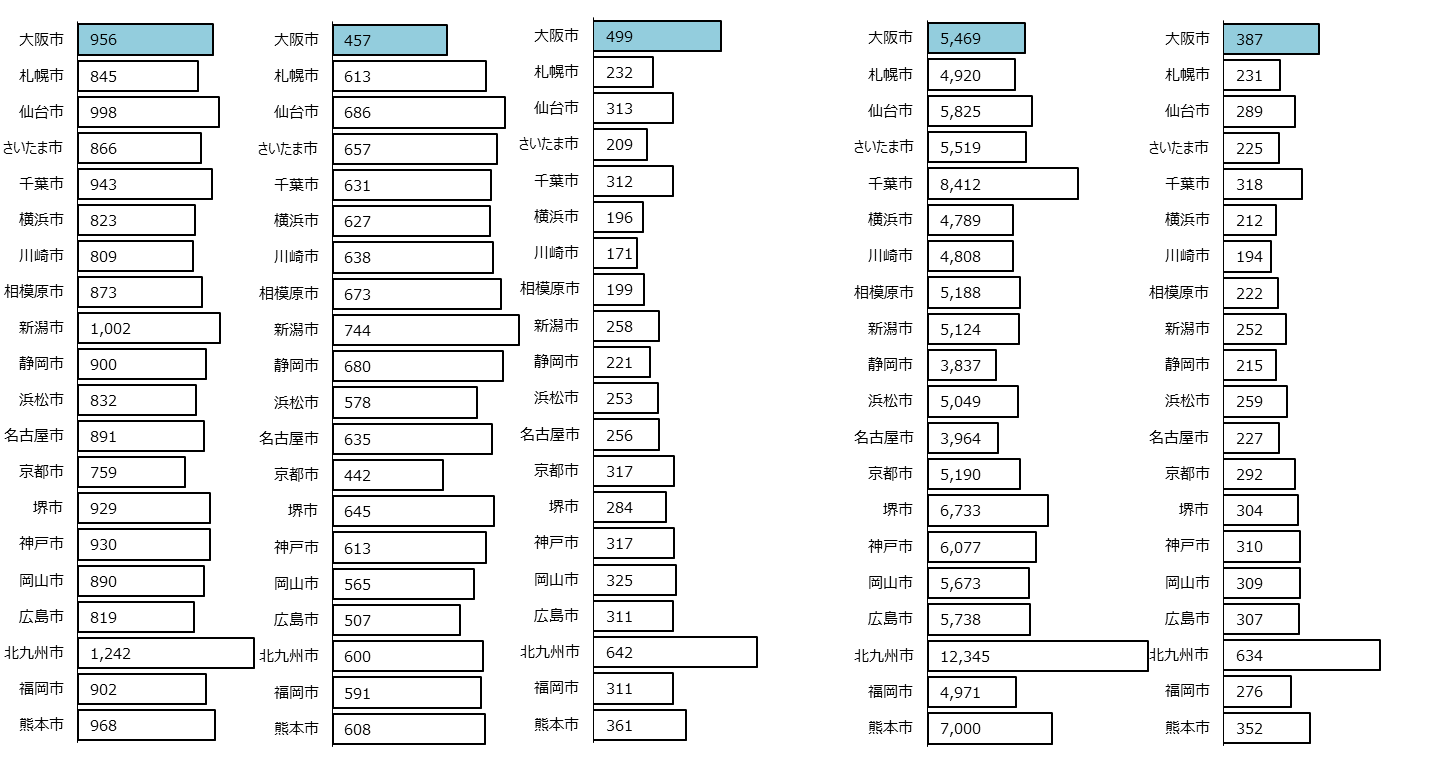 大阪市 956
札幌市 845
仙台市 998
さいたま市 866
千葉市 943
横浜市 823
川崎市 809
相模原市 873
新潟市 1,002
静岡市 900
浜松市 832
名古屋市 891
京都市 759
堺市 929
神戸市 930
岡山市 890
広島市 819
北九州市 1,242
福岡市 902
熊本市 968
大阪市 457
札幌市 613
仙台市 686
さいたま市 657
千葉市 631
横浜市 627
川崎市 638
相模原市 673
新潟市 744
静岡市 680
浜松市 578
名古屋市 635
京都市 442
堺市 645
神戸市 613
岡山市 565
広島市 507
北九州市 600
福岡市 591
熊本市 608
大阪市 499
札幌市 232
仙台市 313
さいたま市 209
千葉市 312
横浜市 196
川崎市 171
相模原市 199
新潟市 258
静岡市 221
浜松市 253
名古屋市 256
京都市 317
堺市 284
神戸市 317
岡山市 325
広島市 311
北九州市 642
福岡市 311
熊本市 361
大阪市 5,469
札幌市 4,920
仙台市 5,825
さいたま市 5,519
千葉市 8,412
横浜市 4,789
川崎市 4,808
相模原市 5,188
新潟市 5,124
静岡市 3,837
浜松市 5,049
名古屋市 3,964
京都市 5,190
堺市 6,733
神戸市 6,077
岡山市 5,673
広島市 5,738
北九州市 12,345
福岡市 4,971
熊本市 7,000
大阪市 387
札幌市 231
仙台市 289
さいたま市 225
千葉市 318
横浜市 212
川崎市 194
相模原市 222
新潟市 252
静岡市 215
浜松市 259
名古屋市 227
京都市 292
堺市 304
神戸市 310
岡山市 309
広島市 307
北九州市 634
福岡市 276
熊本市 352